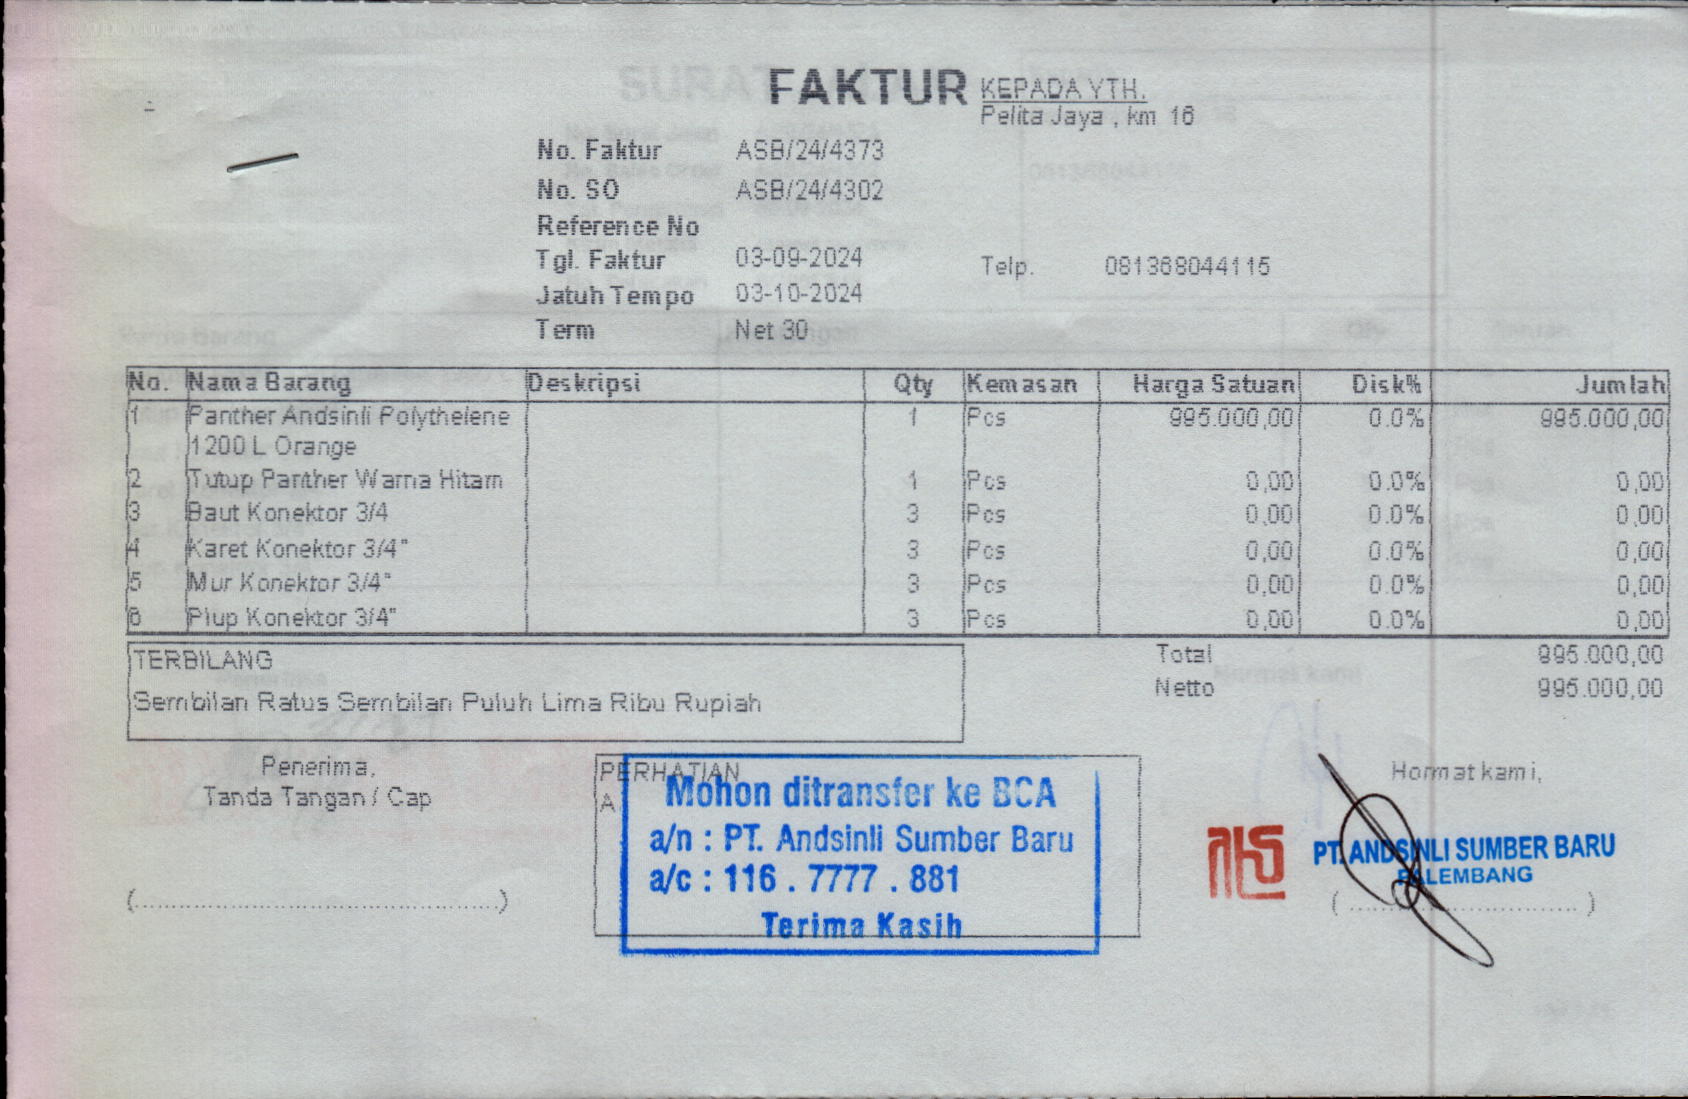 FAKTUR
KEPADA YTH.
Pelita Jaya , km 16
No. Faktur ASB/24/4373
No. SO ASB/24/4302
Reference No
Tgl. Faktur 03-09-2024
Telp. 081368044115
Jatuh Tempo 03-10-2024
Term Net 30
No. Nama Barang Deskripsi Qty Kemasan Harga Satuan Disk% Jumlah
1 Panther Andsinli Polythelene 1 Pcs 995.000,00 0.0% 995.000,00
1200 L Orange
2 Tutup Panther Warna Hitam 1 Pcs 0,00 0.0% 0,00
3 Baut Konektor 3/4 3 Pcs 0,00 0.0% 0,00
4 Karet Konektor 3/4" 3 Pcs 0,00 0.0% 0,00
5 Mur Konektor 3/4" 3 Pcs 0,00 0.0% 0,00
6 Plup Konektor 3/4" 3 Pcs 0,00 0.0% 0,00
TERBILANG
Sembilan Ratus Sembilan Puluh Lima Ribu Rupiah
Total 995.000,00
Netto 995.000,00
Penerima,
Tanda Tangan / Cap
(..............................................)
PERHATIAN
A
Mohon ditransfer ke BCA
a/n : PT. Andsinli Sumber Baru
a/c : 116 . 7777 . 881
Terima Kasih
Hormat kami,
PT. ANDSINLI SUMBER BARU
PALEMBANG
( ............................. )